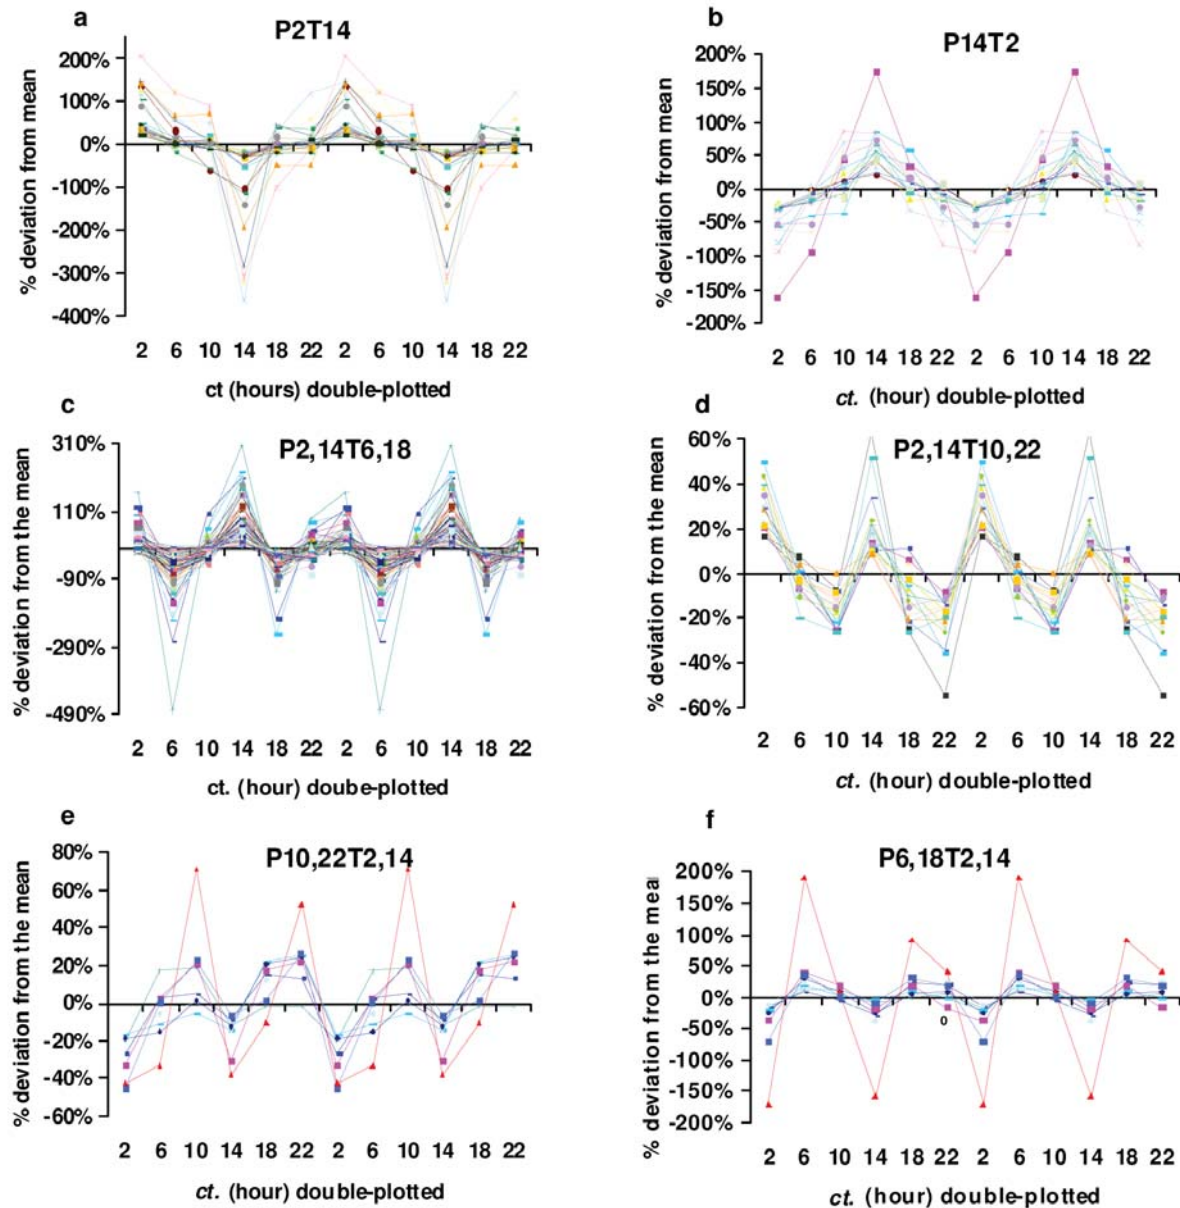 a
P2T14
200%
100%
0%
-100%
-200%
-300%
-400%
% deviation from mean
2 6 10 14 18 22 2 6 10 14 18 22
ct (hours) double-plotted
b
P14T2
200%
150%
100%
50%
0%
-50%
-100%
-150%
-200%
% deviation from mean
2 6 10 14 18 22 2 6 10 14 18 22
ct. (hour) double-plotted
c
P2,14T6,18
310%
110%
-90%
-290%
-490%
% deviation from the mean
2 6 10 14 18 22 2 6 10 14 18 22
ct. (hour) doube-plotted
d
P2,14T10,22
60%
40%
20%
0%
-20%
-40%
-60%
% deviation from the mean
2 6 10 14 18 22 2 6 10 14 18 22
ct. (hour) double-plotted
e
P10,22T2,14
80%
60%
40%
20%
0%
-20%
-40%
-60%
% deviation from the mean
2 6 10 14 18 22 2 6 10 14 18 22
ct. (hour) double-plotted
f
P6,18T2,14
200%
150%
100%
50%
0%
-50%
-100%
-150%
-200%
% deviation from the mea
0
2 6 10 14 18 22 2 6 10 14 18 22
ct. (hour) double-plotted